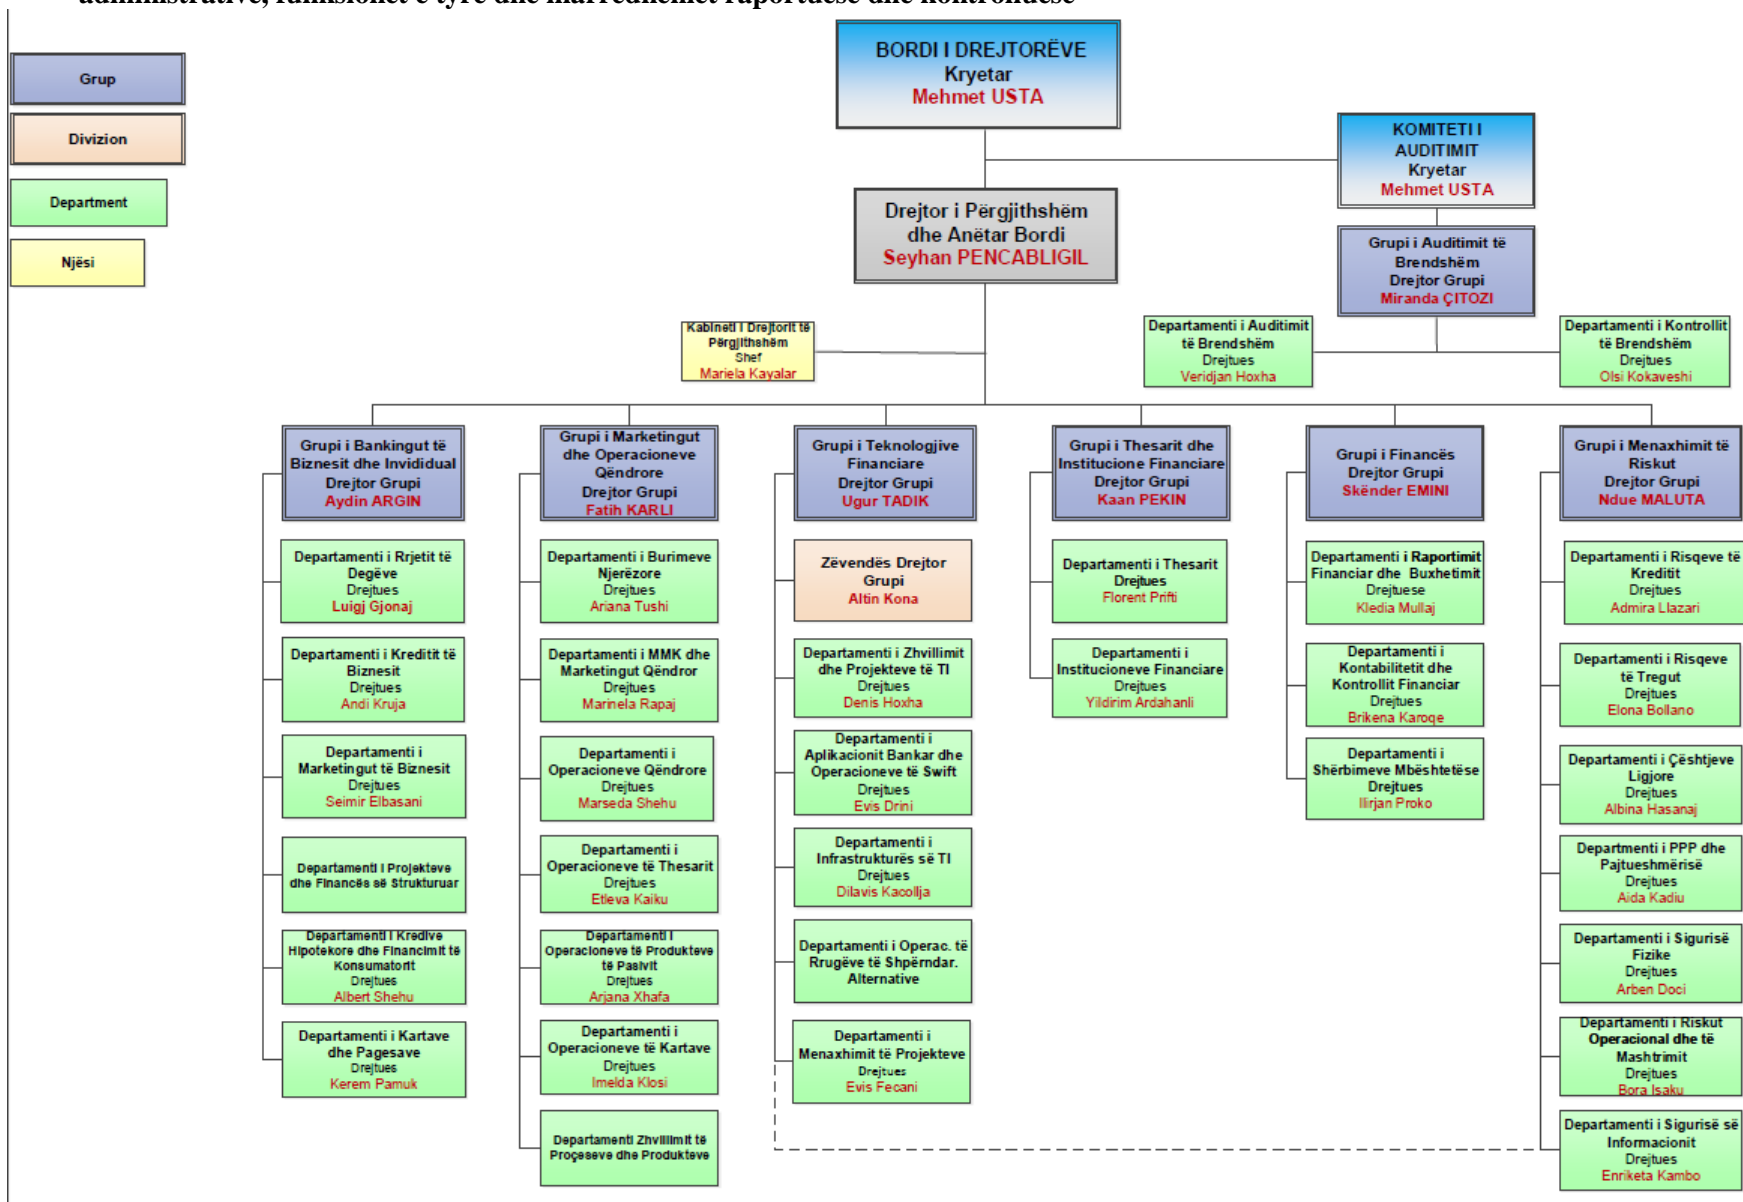 administrative, funksionet e tyre dhe marrëdhëniet raportuese dhe kontrolluese
Grup
Divizion
Department
Njësi
BORDI I DREJTORËVE
Kryetar
Mehmet USTA
KOMITETI I
AUDITIMIT
Kryetar
Mehmet USTA
Drejtor i Përgjithshëm
dhe Anëtar Bordi
Seyhan PENCABLIGIL
Grupi i Auditimit të
Brendshëm
Drejtor Grupi
Miranda ÇITOZI
Kabineti i Drejtorit të
Përgjithshëm
Shef
Mariela Kayalar
Departamenti i Auditimit
të Brendshëm
Drejtues
Veridjan Hoxha
Departamenti i Kontrollit
të Brendshëm
Drejtues
Olsi Kokaveshi
Grupi i Bankingut të
Biznesit dhe Invididual
Drejtor Grupi
Aydin ARGIN
Departamenti i Rrjetit të
Degëve
Drejtues
Luigj Gjonaj
Departamenti i Kreditit të
Biznesit
Drejtues
Andi Kruja
Departamenti i
Marketingut të Biznesit
Drejtues
Seimir Elbasani
Departamenti i Projekteve
dhe Financës së Strukturuar
Departamenti i Kredive
Hipotekore dhe Financimit të
Konsumatorit
Drejtues
Albert Shehu
Departamenti i Kartave
dhe Pagesave
Drejtues
Kerem Pamuk
Grupi i Marketingut
dhe Operacioneve
Qëndrore
Drejtor Grupi
Fatih KARLI
Departamenti i Burimeve
Njerëzore
Drejtues
Ariana Tushi
Departamenti i MMK dhe
Marketingut Qëndror
Drejtues
Marinela Rapaj
Departamenti i
Operacioneve Qëndrore
Drejtues
Marseda Shehu
Departamenti i
Operacioneve të Thesarit
Drejtues
Etleva Kaiku
Departamenti i
Operacioneve të Produkteve
të Pasivit
Drejtues
Arjana Xhafa
Departamenti i
Operacioneve të Kartave
Drejtues
Imelda Klosi
Departamenti Zhvillimit të
Proçeseve dhe Produkteve
Grupi i Teknologjive
Financiare
Drejtor Grupi
Ugur TADIK
Zëvendës Drejtor
Grupi
Altin Kona
Departamenti i Zhvillimit
dhe Projekteve të TI
Drejtues
Denis Hoxha
Departamenti i
Aplikacionit Bankar dhe
Operacioneve të Swift
Drejtues
Evis Drini
Departamenti i
Infrastrukturës së TI
Drejtues
Dilavis Kacollja
Departamenti i Operac. të
Rrugëve të Shpërndar.
Alternative
Departamenti i
Menaxhimit të Projekteve
Drejtues
Evis Fecani
Grupi i Thesarit dhe
Institucione Financiare
Drejtor Grupi
Kaan PEKIN
Departamenti i Thesarit
Drejtues
Florent Prifti
Departamenti i
Institucioneve Financiare
Drejtues
Yildirim Ardahanli
Grupi i Financës
Drejtor Grupi
Skënder EMINI
Departamenti i Raportimit
Financiar dhe Buxhetimit
Drejtuese
Kledia Mullaj
Departamenti i
Kontabilitetit dhe
Kontrollit Financiar
Drejtues
Brikena Karoqe
Departamenti i
Shërbimeve Mbështetëse
Drejtues
Ilirjan Proko
Grupi i Menaxhimit të
Riskut
Drejtor Grupi
Ndue MALUTA
Departamenti i Risqeve të
Kreditit
Drejtues
Admira Llazari
Departamenti i Risqeve
të Tregut
Drejtues
Elona Bollano
Departamenti i Çështjeve
Ligjore
Drejtues
Albina Hasanaj
Departmenti i PPP dhe
Pajtueshmërisë
Drejtues
Aida Kadiu
Departamenti i Sigurisë
Fizike
Drejtues
Arben Doci
Departamenti i Riskut
Operacional dhe të
Mashtrimit
Drejtues
Bora Isaku
Departamenti i Sigurisë së
Informacionit
Drejtues
Enriketa Kambo